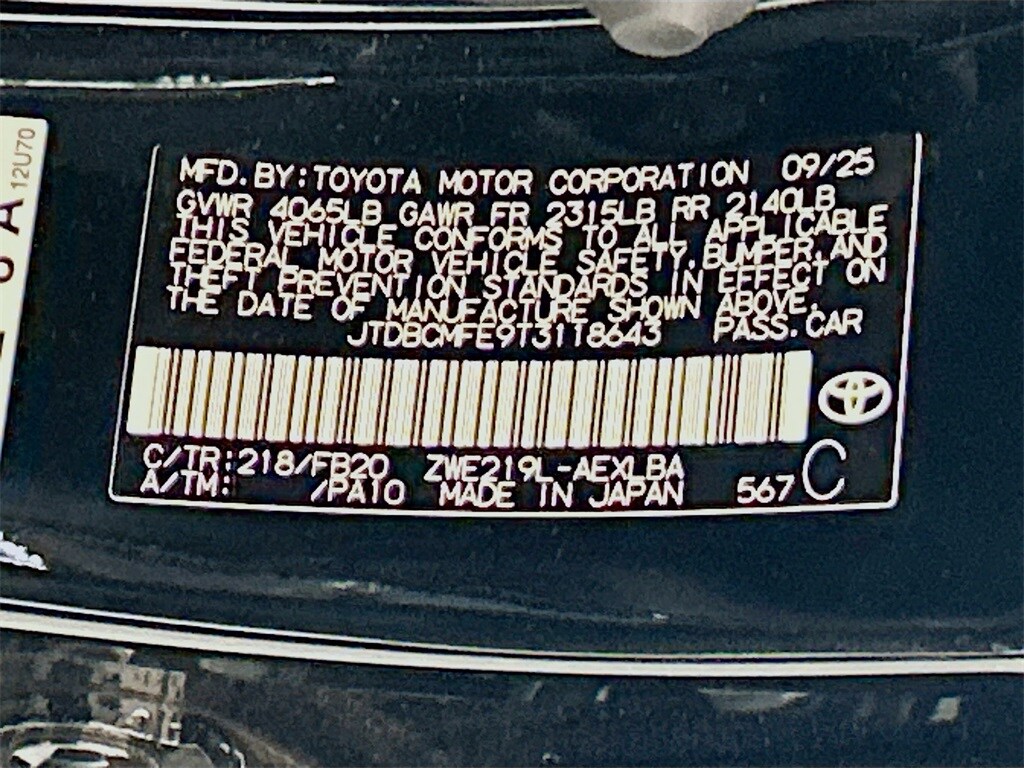 12U70
MFD.BY:TOYOTA MOTOR CORPORATION 09/25
GVWR 4065LB GAWR FR 2315LB RR 2140LB
THIS VEHICLE CONFORMS TO ALL APPLICABLE
FEDERAL MOTOR VEHICLE SAFETY,BUMPER,AND
THEFT PREVENTION STANDARDS IN EFFECT ON
THE DATE OF MANUFACTURE SHOWN ABOVE.
JTDBCMFE9T3118643 PASS.CAR
C/TR:218/FB20 ZWE219L-AEXLBA
A/TM: /PA10 MADE IN JAPAN 567 C